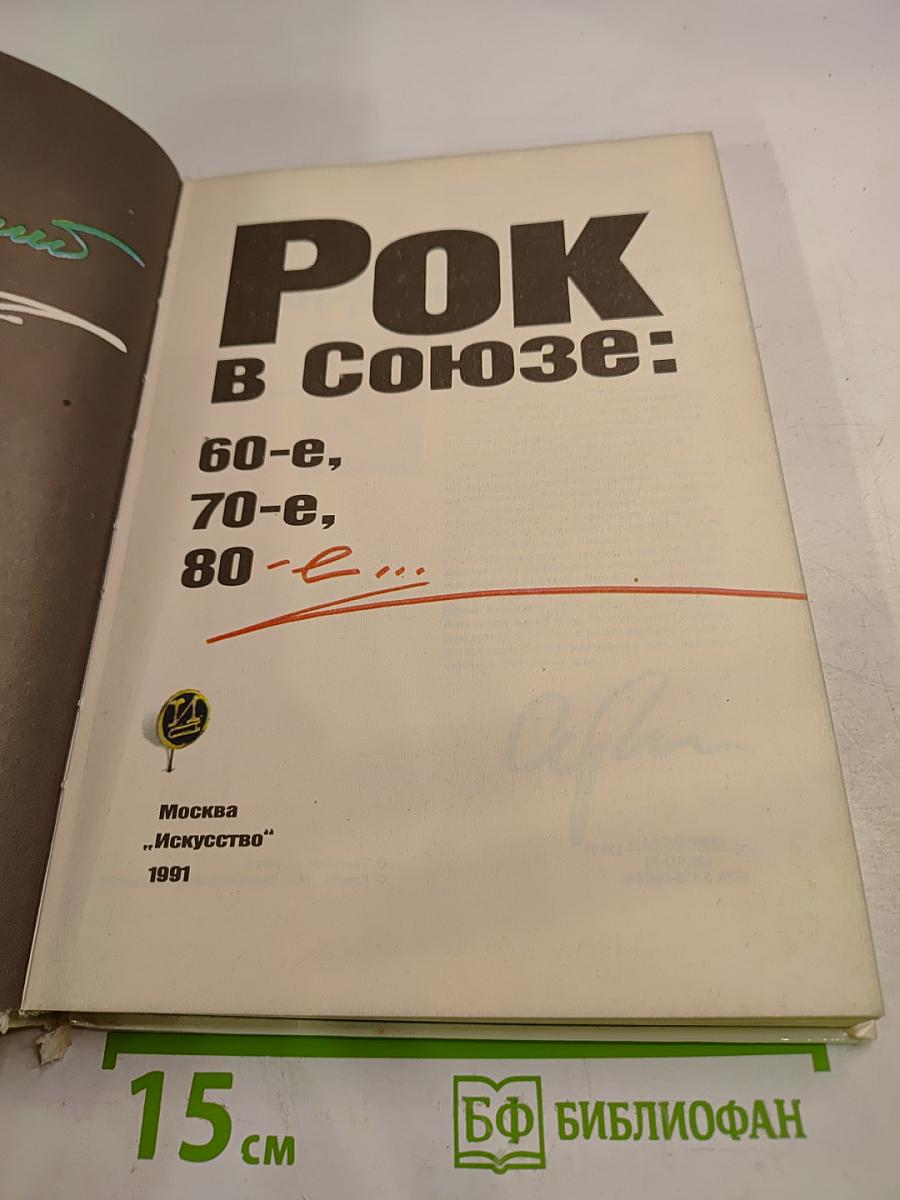 Рок
в Союзе:
60-е,
70-е,
80-е...
И
Москва
„Искусство“
1991
15 см
БФ БИБЛИОФАН